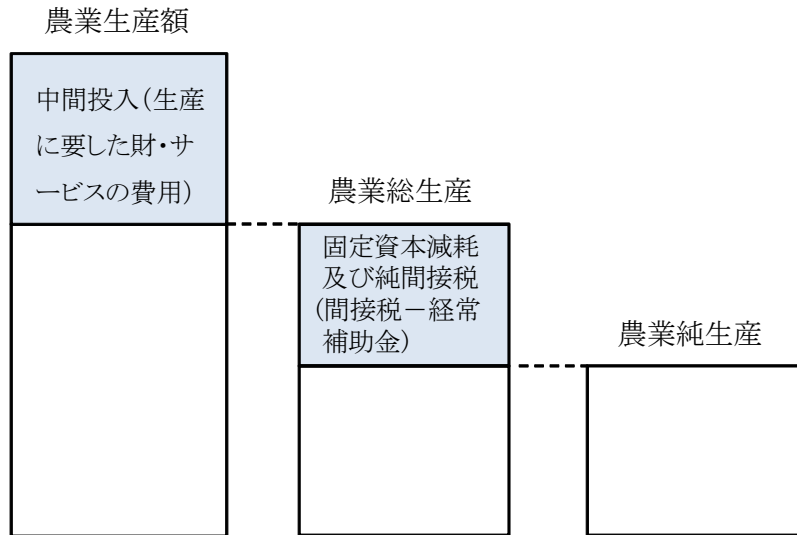 農業生産額
中間投入(生産
に要した財・サ
ービスの費用)
農業総生産
固定資本減耗
及び純間接税
(間接税－経常
補助金)
農業純生産